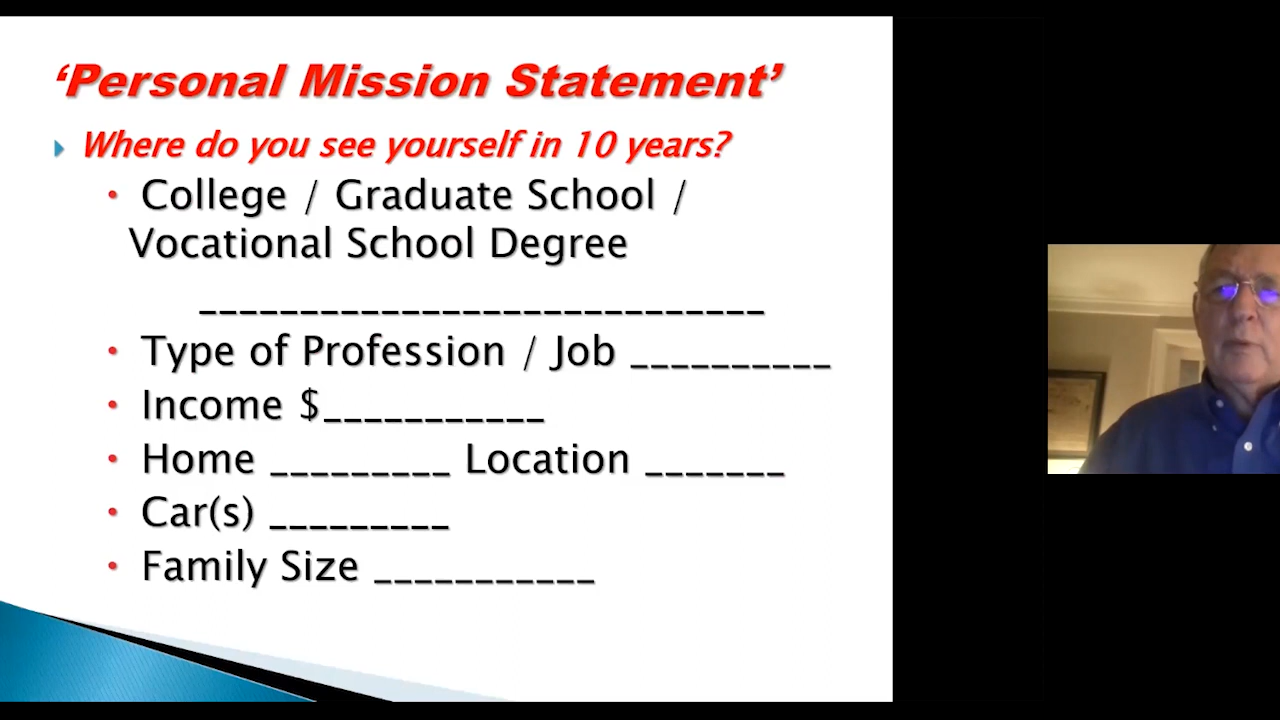 ‘Personal Mission Statement’
Where do you see yourself in 10 years?
• College / Graduate School /
Vocational School Degree
____________________________
• Type of Profession / Job __________
• Income $___________
• Home _________ Location _______
• Car(s) _________
• Family Size ___________